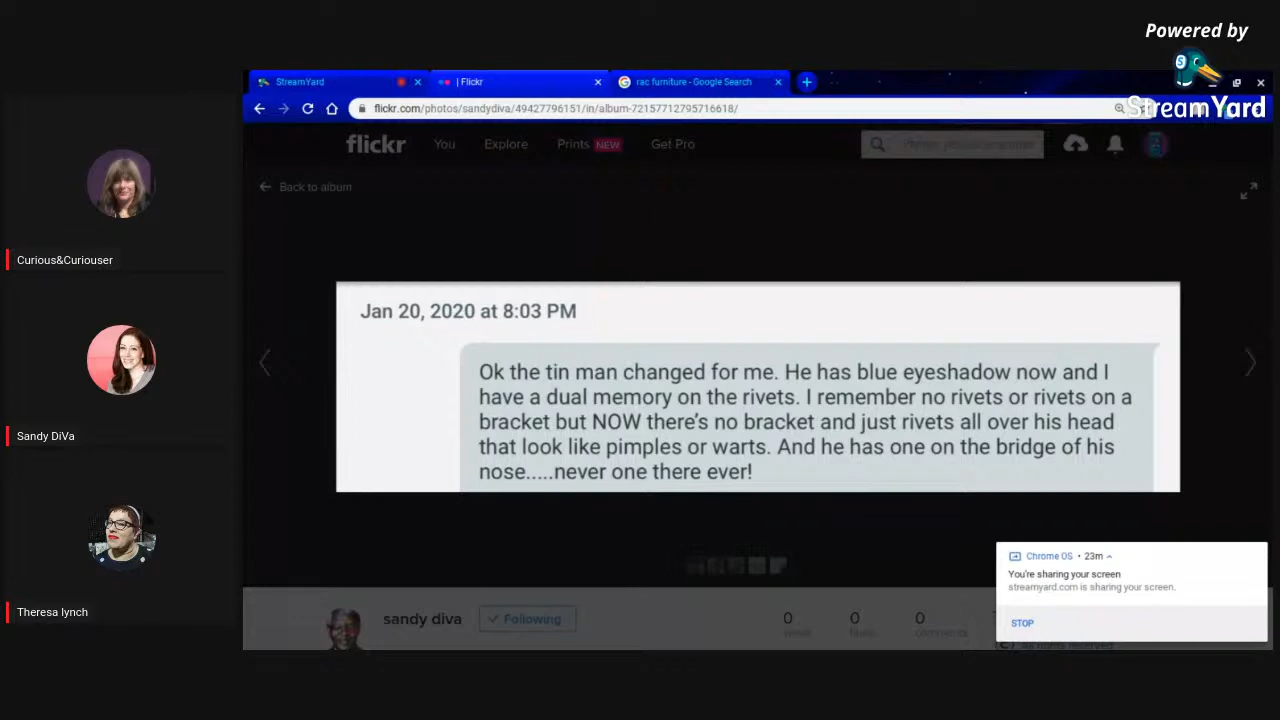 Powered by
StreamYard
StreamYard
| Flickr
rac furniture - Google Search
flickr.com/photos/sandydiva/49427796151/in/album-72157712795716618/
flickr
You
Explore
Prints NEW
Get Pro
Back to album
Curious&Curiouser
Sandy DiVa
Theresa lynch
Jan 20, 2020 at 8:03 PM
Ok the tin man changed for me. He has blue eyeshadow now and I
have a dual memory on the rivets. I remember no rivets or rivets on a
bracket but NOW there's no bracket and just rivets all over his head
that look like pimples or warts. And he has one on the bridge of his
nose.....never one there ever!
Chrome OS • 23m
You're sharing your screen
streamyard.com is sharing your screen.
STOP
sandy diva
Following
0
0
0
comments
All rights reserved